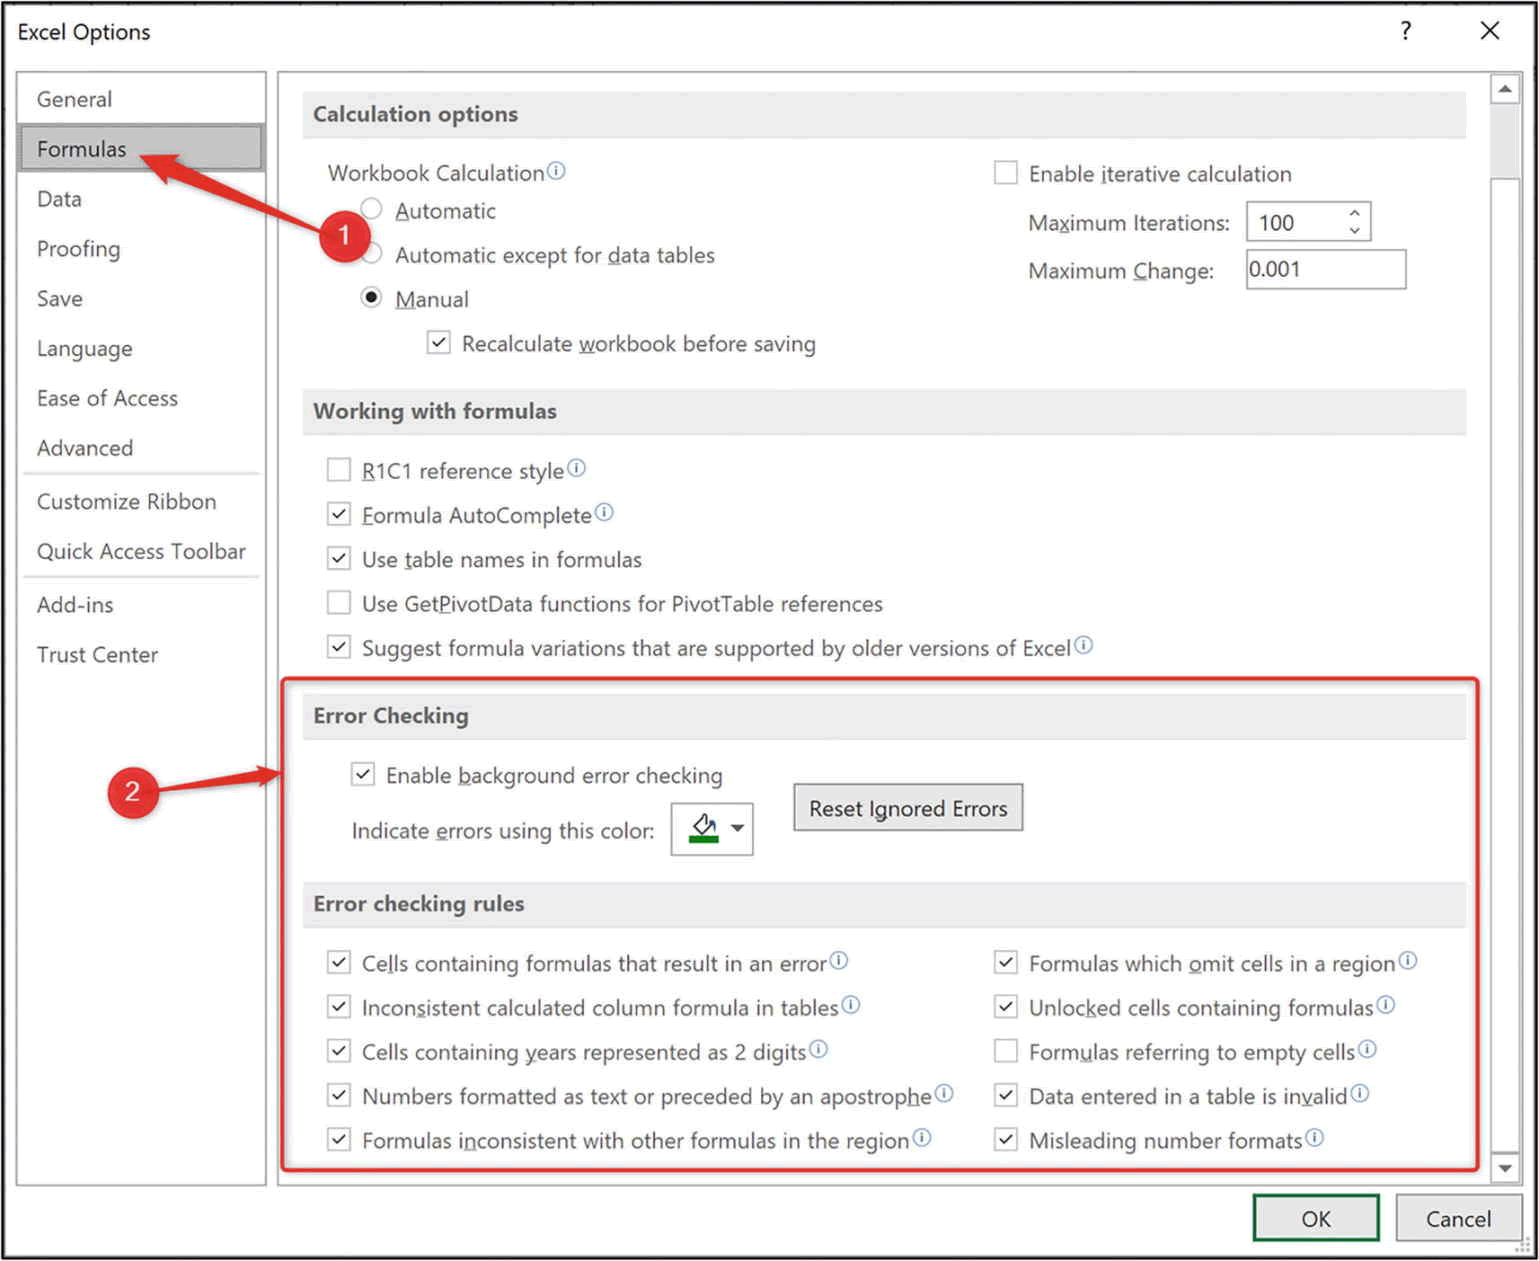 Excel Options
?
General
Formulas
Data
Proofing
Save
Language
Ease of Access
Advanced
Customize Ribbon
Quick Access Toolbar
Add-ins
Trust Center
1
2
Calculation options
Workbook Calculation
Automatic
Automatic except for data tables
Manual
Recalculate workbook before saving
Enable iterative calculation
Maximum Iterations: 100
Maximum Change: 0.001
Working with formulas
R1C1 reference style
Formula AutoComplete
Use table names in formulas
Use GetPivotData functions for PivotTable references
Suggest formula variations that are supported by older versions of Excel
Error Checking
Enable background error checking
Indicate errors using this color:
Reset Ignored Errors
Error checking rules
Cells containing formulas that result in an error
Inconsistent calculated column formula in tables
Cells containing years represented as 2 digits
Numbers formatted as text or preceded by an apostrophe
Formulas inconsistent with other formulas in the region
Formulas which omit cells in a region
Unlocked cells containing formulas
Formulas referring to empty cells
Data entered in a table is invalid
Misleading number formats
OK
Cancel